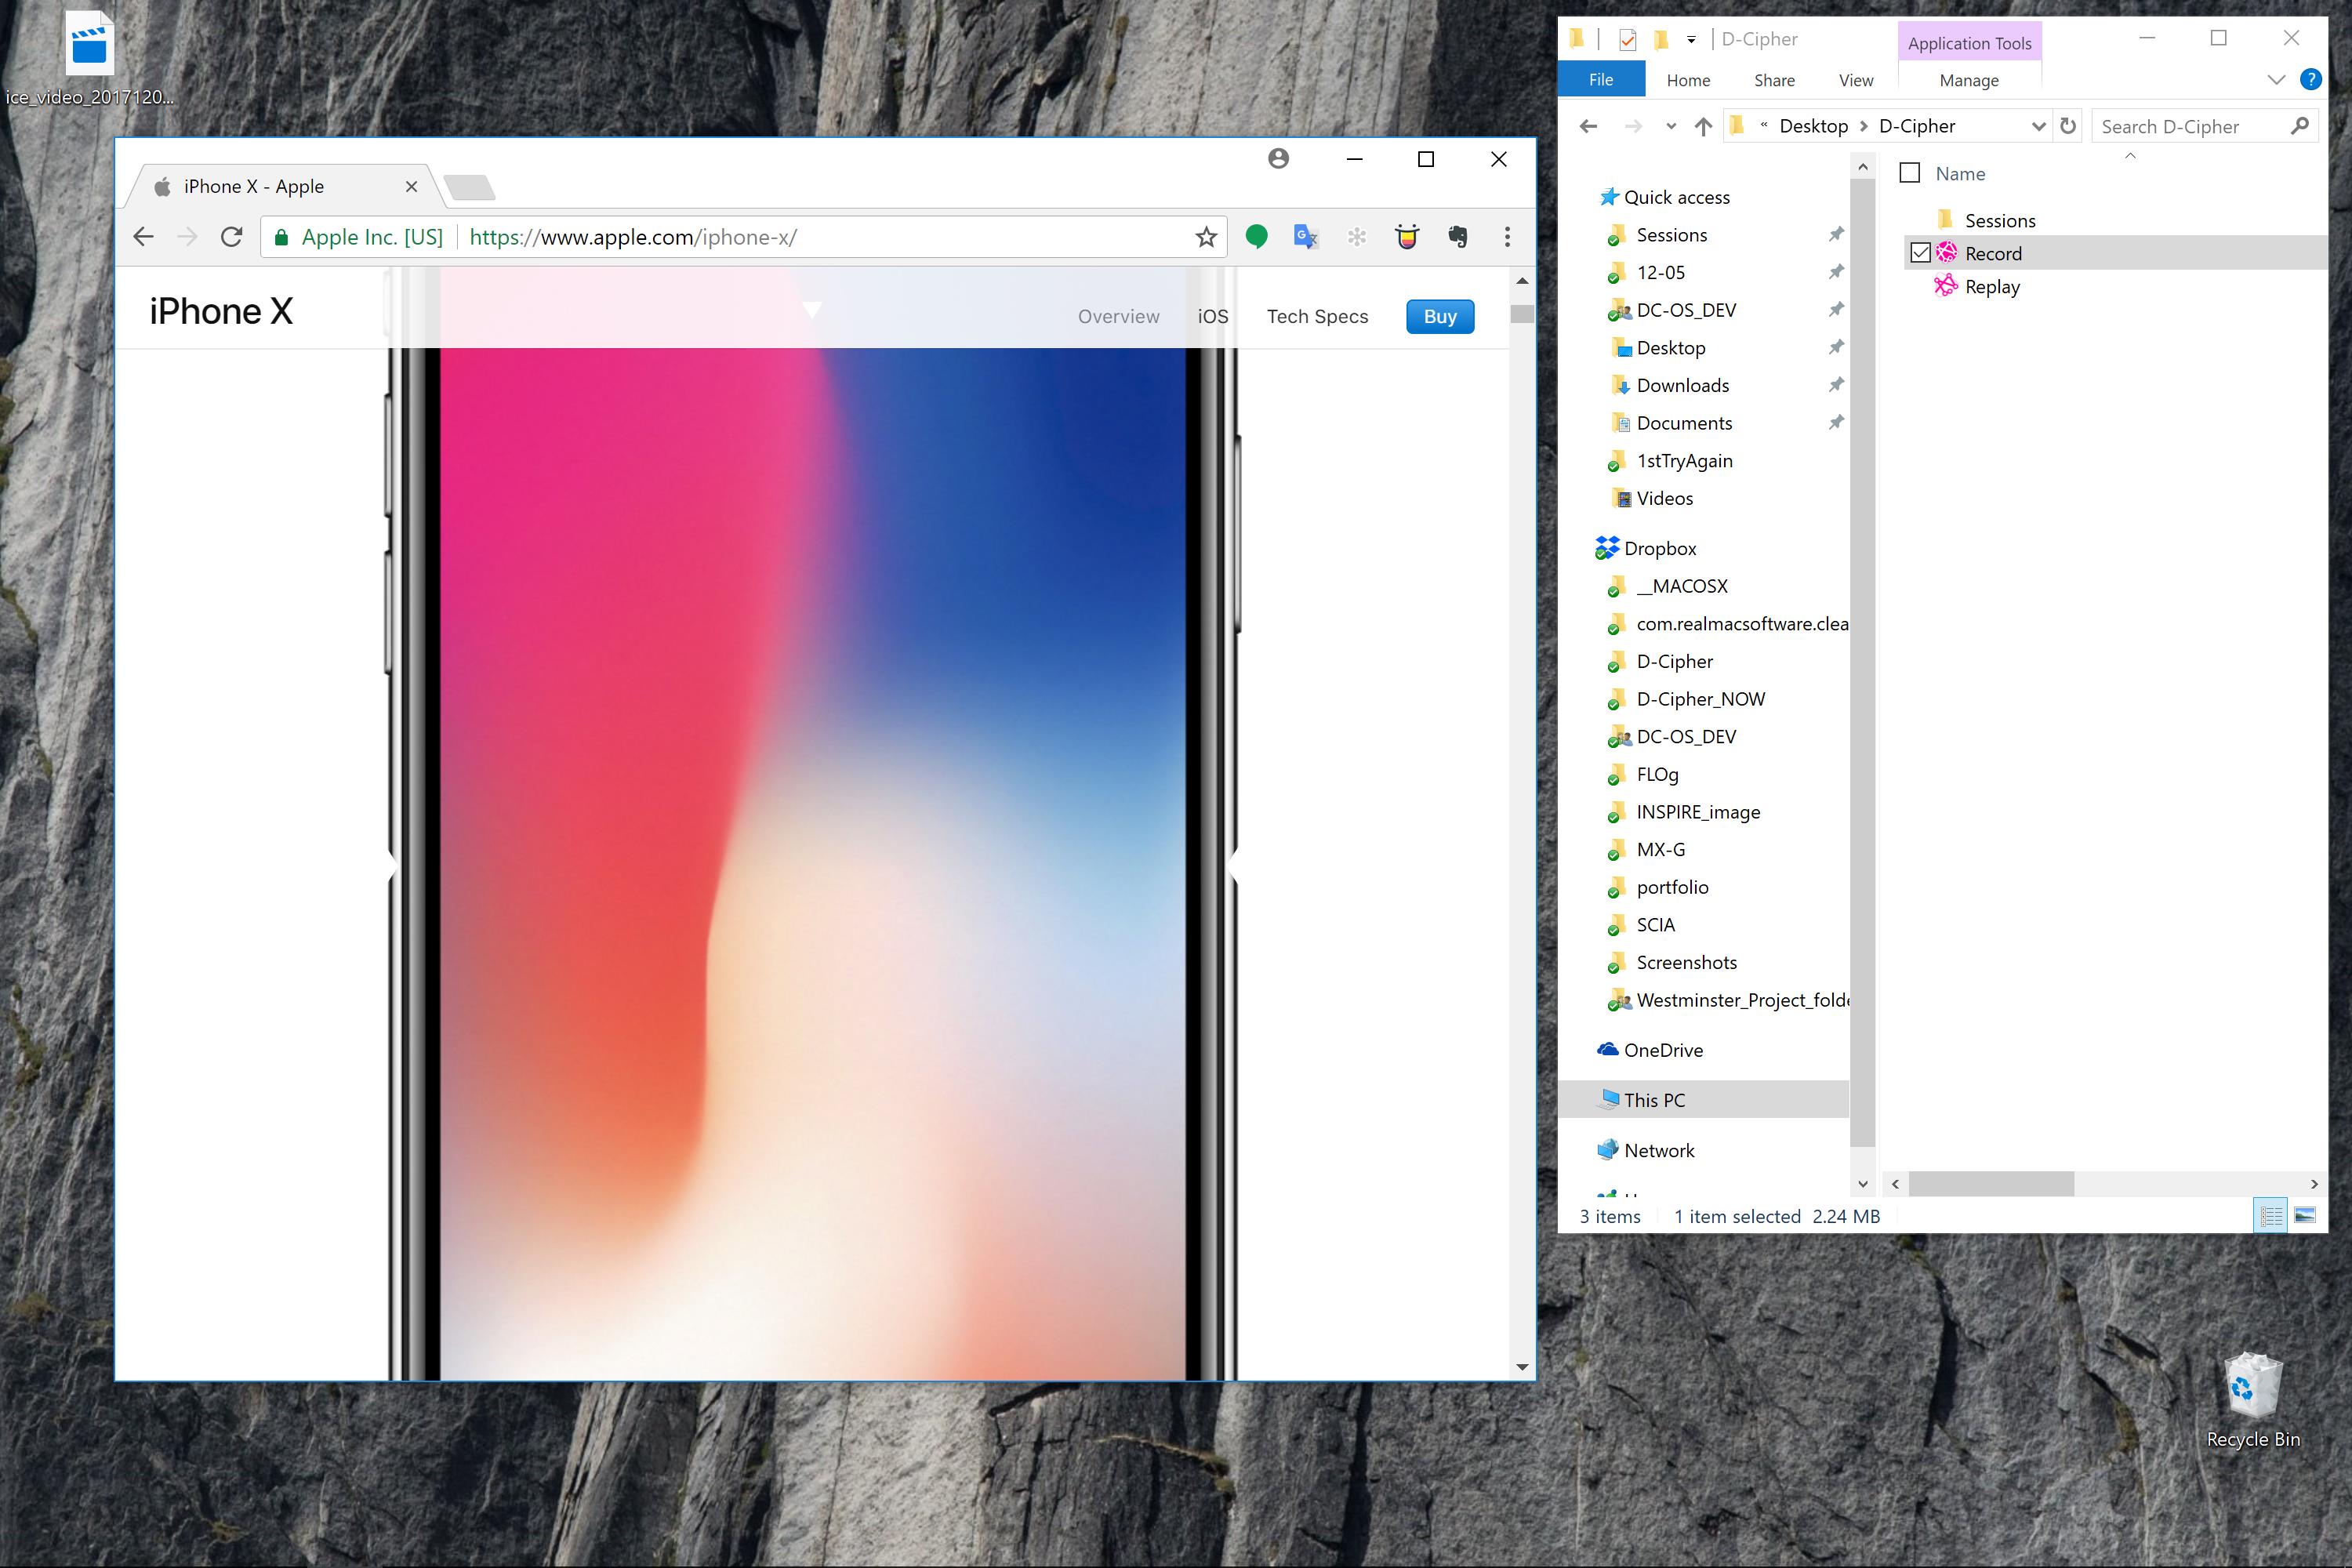 ice_video_2017120...
iPhone X - Apple
Apple Inc. [US] https://www.apple.com/iphone-x/
iPhone X
Overview iOS Tech Specs Buy
D-Cipher Application Tools
File Home Share View Manage
« Desktop D-Cipher Search D-Cipher
Quick access
Sessions
12-05
DC-OS_DEV
Desktop
Downloads
Documents
1stTryAgain
Videos
Dropbox
__MACOSX
com.realmacsoftware.clea
D-Cipher
D-Cipher_NOW
DC-OS_DEV
FLOg
INSPIRE_image
MX-G
portfolio
SCIA
Screenshots
Westminster_Project_folde
OneDrive
This PC
Network
Name
Sessions
Record
Replay
3 items 1 item selected 2.24 MB
Recycle Bin